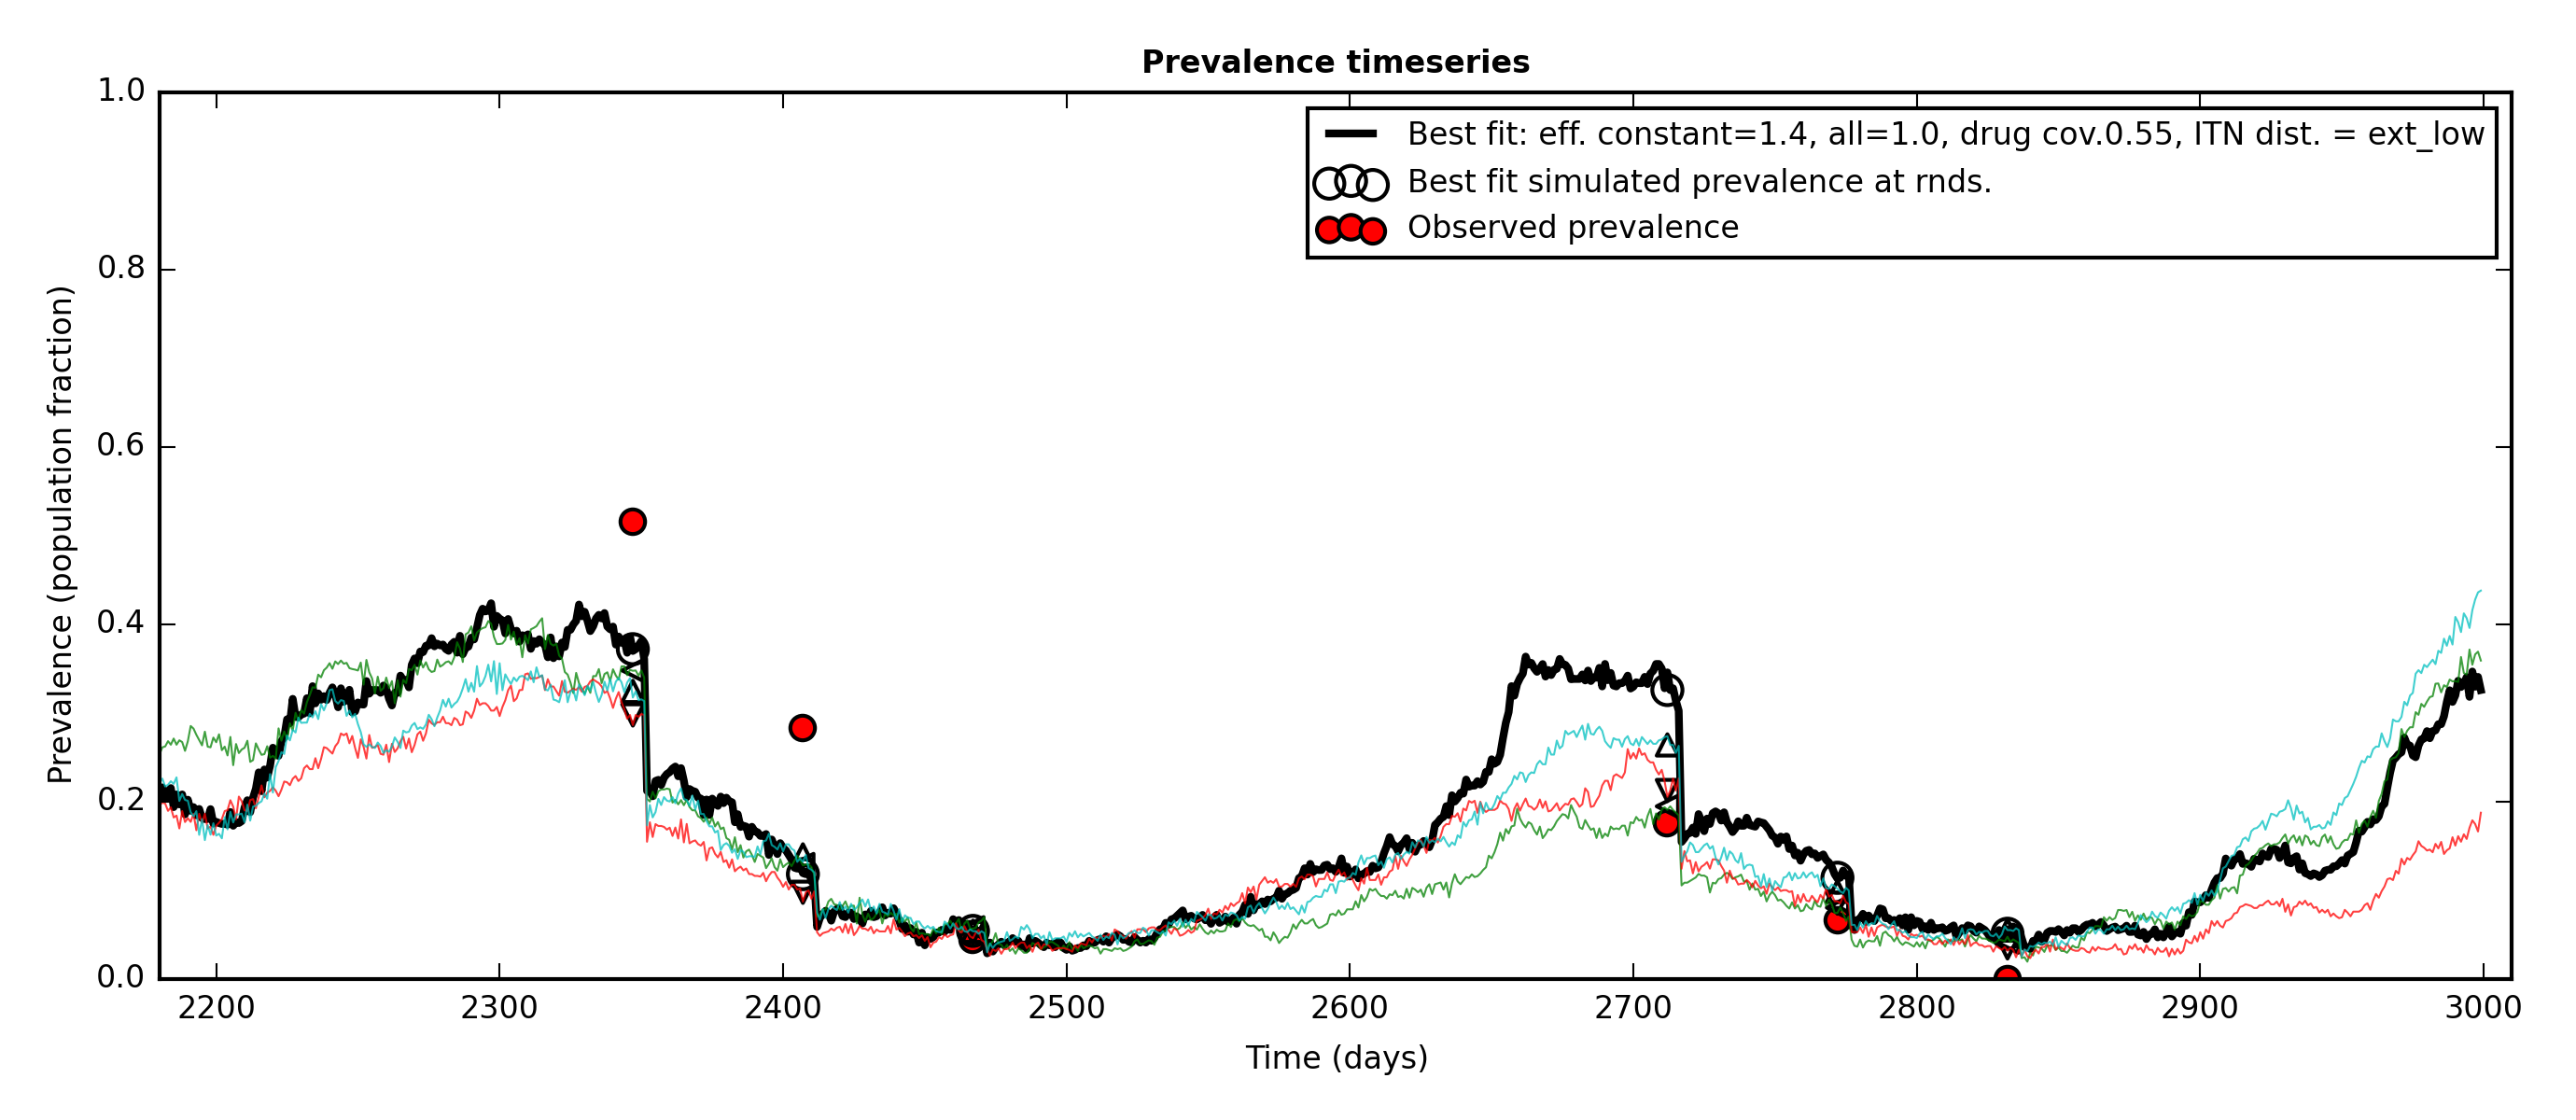 Prevalence timeseries
1.0
0.8
0.6
0.4
0.2
0.0
Prevalence (population fraction)
Best fit: eff. constant=1.4, all=1.0, drug cov.0.55, ITN dist. = ext_low
Best fit simulated prevalence at rnds.
Observed prevalence
2200 2300 2400 2500 2600 2700 2800 2900 3000
Time (days)